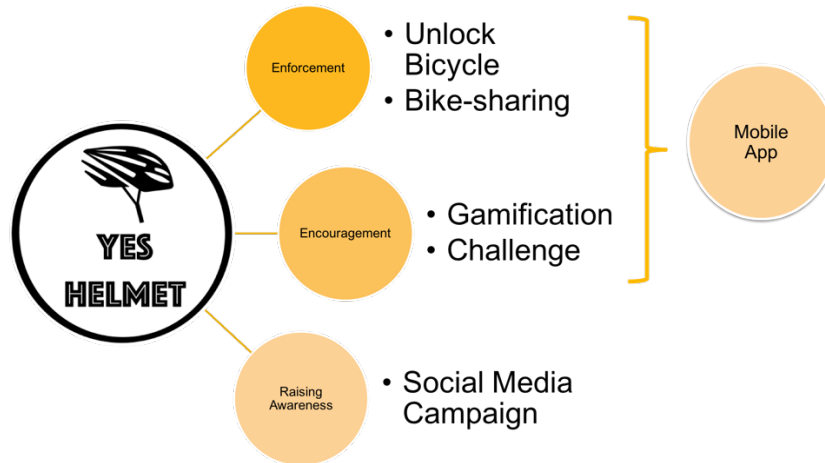 Enforcement
• Unlock
Bicycle
• Bike-sharing
Mobile
App
YES
HELMET
Encouragement
• Gamification
• Challenge
Raising
Awareness
• Social Media
Campaign